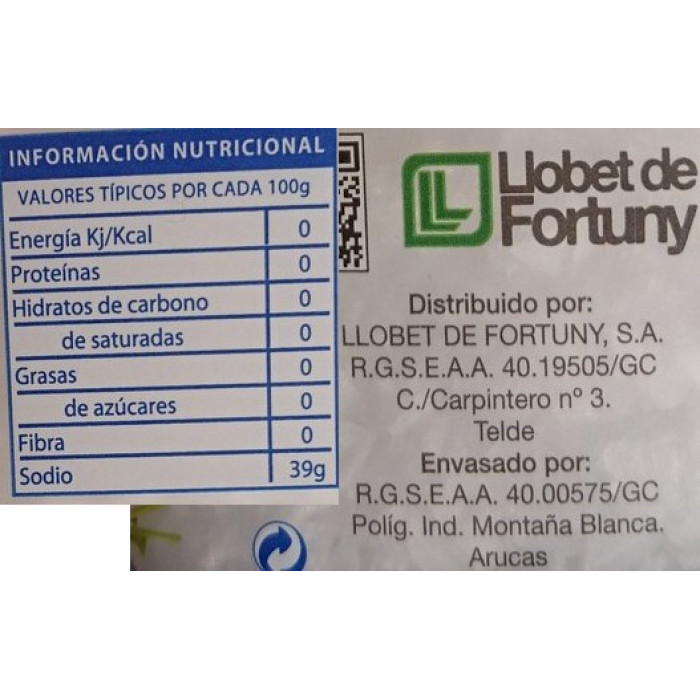 INFORMACIÓN NUTRICIONAL
VALORES TÍPICOS POR CADA 100g
Energía Kj/Kcal 0
Proteínas 0
Hidratos de carbono 0
de saturadas 0
Grasas 0
de azúcares 0
Fibra 0
Sodio 39g
Llobet de
Fortuny
Distribuido por:
LLOBET DE FORTUNY, S.A.
R.G.S.E.A.A. 40.19505/GC
C./Carpintero nº 3.
Telde
Envasado por:
R.G.S.E.A.A. 40.00575/GC
Políg. Ind. Montaña Blanca.
Arucas